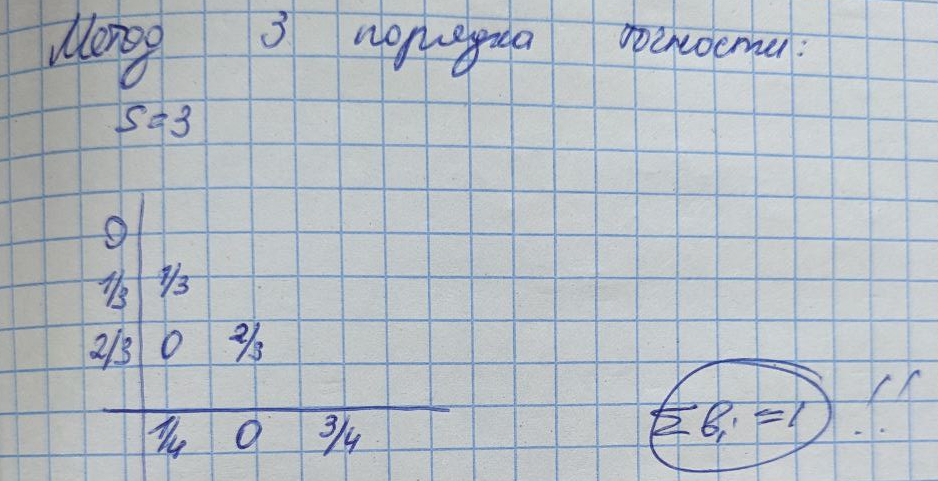 Метод 3 порядка точности:
S=3
0
1/3 1/3
2/3 0 2/3
1/4 0 3/4
Σ bᵢ = 1 !!